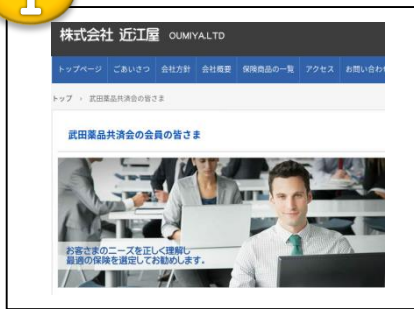 1
株式会社 近江屋 OUMIYA.LTD
トップページ ごあいさつ 会社方針 会社概要 保険商品の一覧 アクセス お問い合わ
トップ › 武田薬品共済会の皆さま
武田薬品共済会の会員の皆さま
お客さまのニーズを正しく理解し
最適の保険を選定してお勧めします。